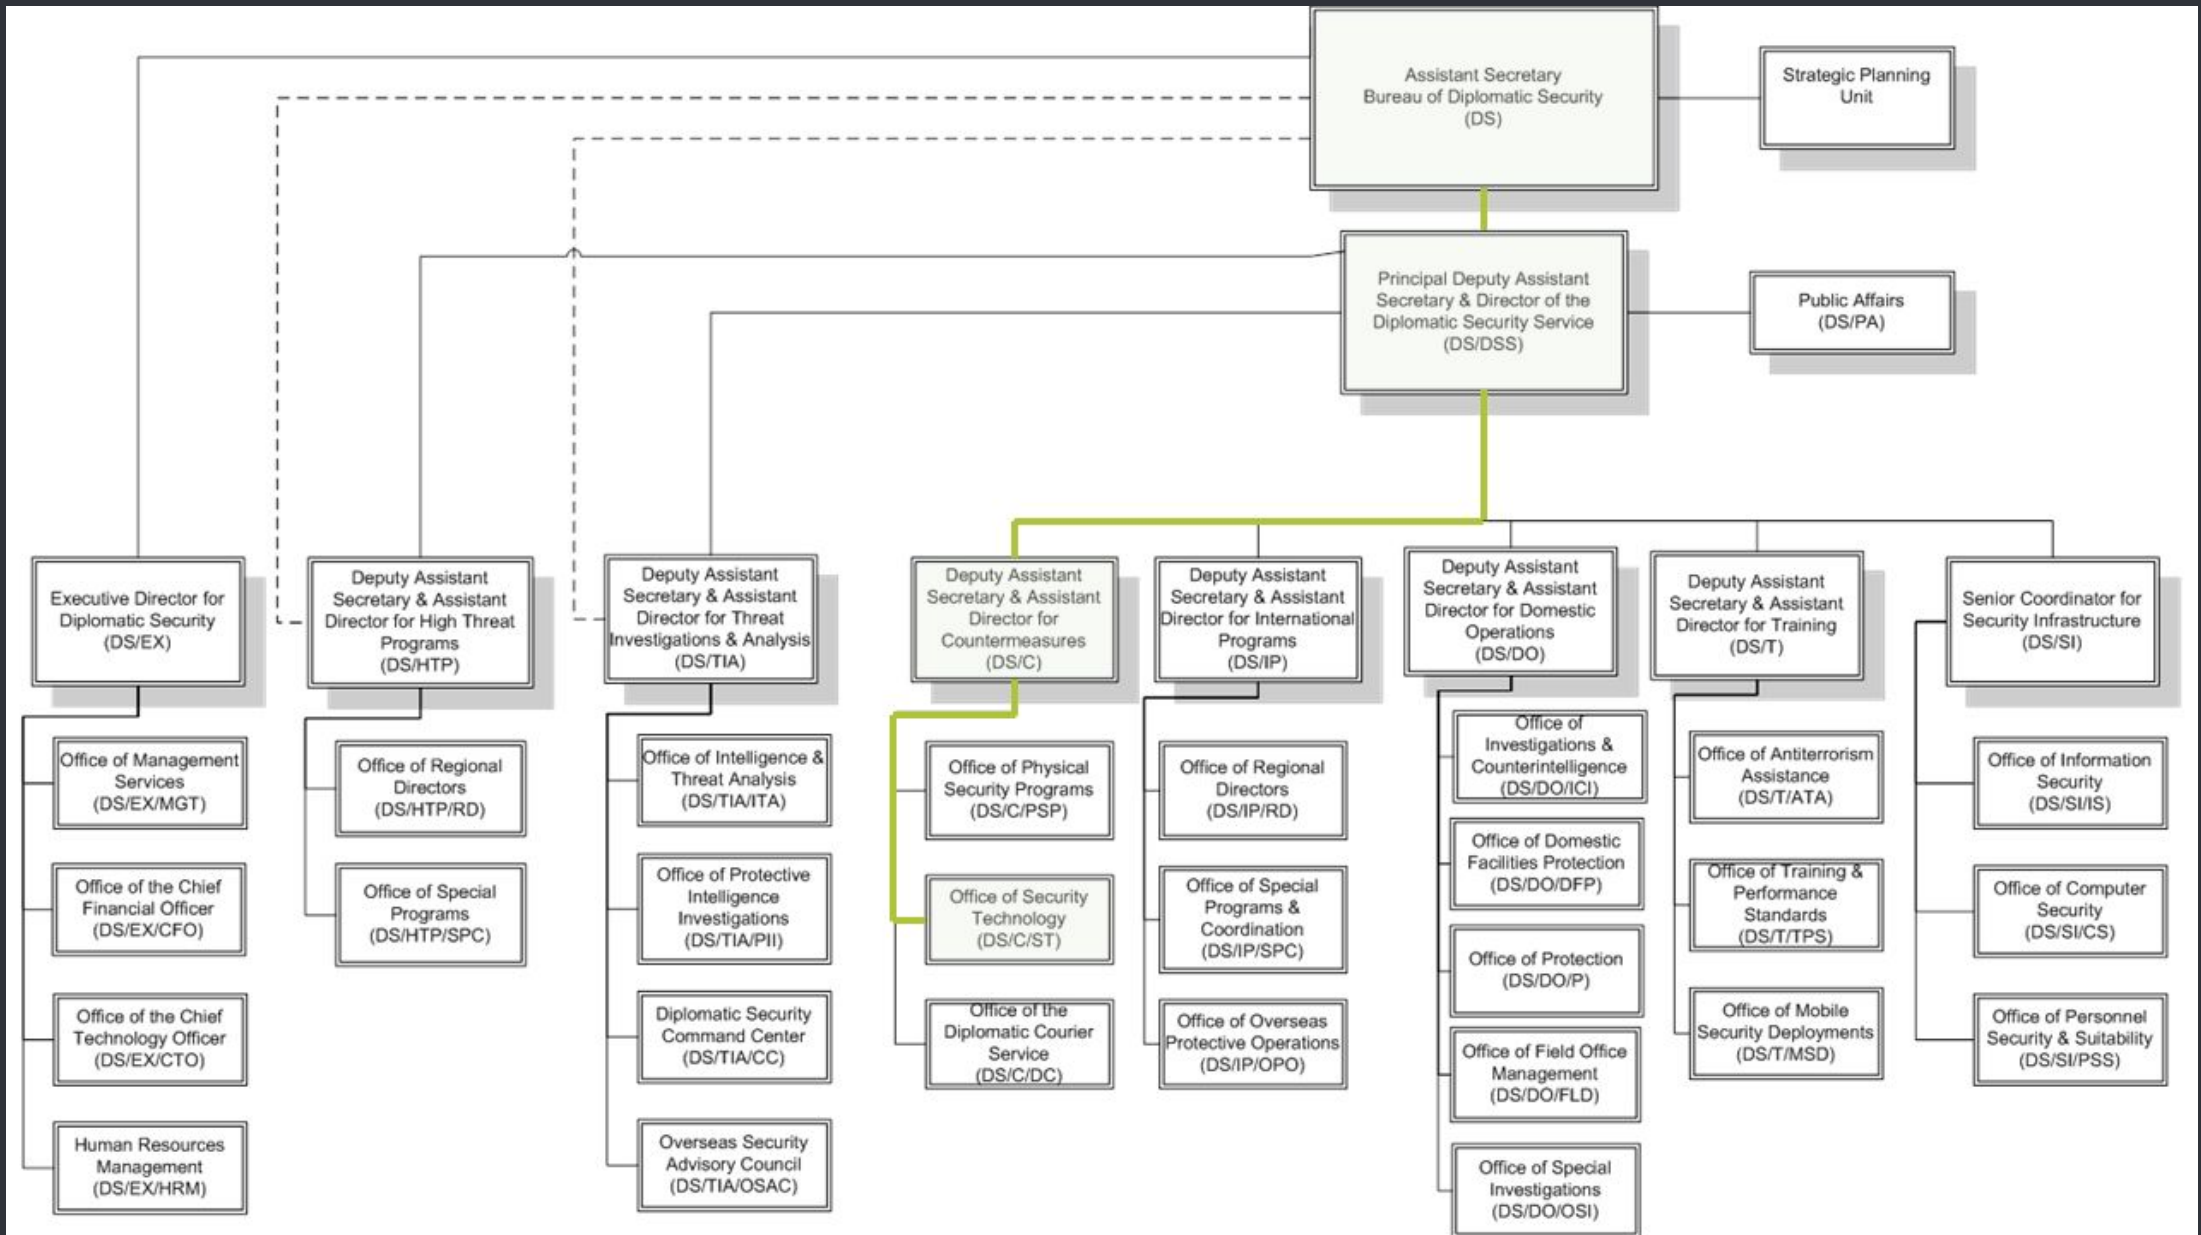 Assistant Secretary
Bureau of Diplomatic Security
(DS)
Strategic Planning
Unit
Principal Deputy Assistant
Secretary & Director of the
Diplomatic Security Service
(DS/DSS)
Public Affairs
(DS/PA)
Executive Director for
Diplomatic Security
(DS/EX)
Deputy Assistant
Secretary & Assistant
Director for High Threat
Programs
(DS/HTP)
Deputy Assistant
Secretary & Assistant
Director for Threat
Investigations & Analysis
(DS/TIA)
Deputy Assistant
Secretary & Assistant
Director for
Countermeasures
(DS/C)
Deputy Assistant
Secretary & Assistant
Director for International
Programs
(DS/IP)
Deputy Assistant
Secretary & Assistant
Director for Domestic
Operations
(DS/DO)
Deputy Assistant
Secretary & Assistant
Director for Training
(DS/T)
Senior Coordinator for
Security Infrastructure
(DS/SI)
Office of Management
Services
(DS/EX/MGT)
Office of the Chief
Financial Officer
(DS/EX/CFO)
Office of the Chief
Technology Officer
(DS/EX/CTO)
Human Resources
Management
(DS/EX/HRM)
Office of Regional
Directors
(DS/HTP/RD)
Office of Special
Programs
(DS/HTP/SPC)
Office of Intelligence &
Threat Analysis
(DS/TIA/ITA)
Office of Protective
Intelligence
Investigations
(DS/TIA/PII)
Diplomatic Security
Command Center
(DS/TIA/CC)
Overseas Security
Advisory Council
(DS/TIA/OSAC)
Office of Physical
Security Programs
(DS/C/PSP)
Office of Security
Technology
(DS/C/ST)
Office of the
Diplomatic Courier
Service
(DS/C/DC)
Office of Regional
Directors
(DS/IP/RD)
Office of Special
Programs &
Coordination
(DS/IP/SPC)
Office of Overseas
Protective Operations
(DS/IP/OPO)
Office of
Investigations &
Counterintelligence
(DS/DO/ICI)
Office of Domestic
Facilities Protection
(DS/DO/DFP)
Office of Protection
(DS/DO/P)
Office of Field Office
Management
(DS/DO/FLD)
Office of Special
Investigations
(DS/DO/OSI)
Office of Antiterrorism
Assistance
(DS/T/ATA)
Office of Training &
Performance
Standards
(DS/T/TPS)
Office of Mobile
Security Deployments
(DS/T/MSD)
Office of Information
Security
(DS/SI/IS)
Office of Computer
Security
(DS/SI/CS)
Office of Personnel
Security & Suitability
(DS/SI/PSS)